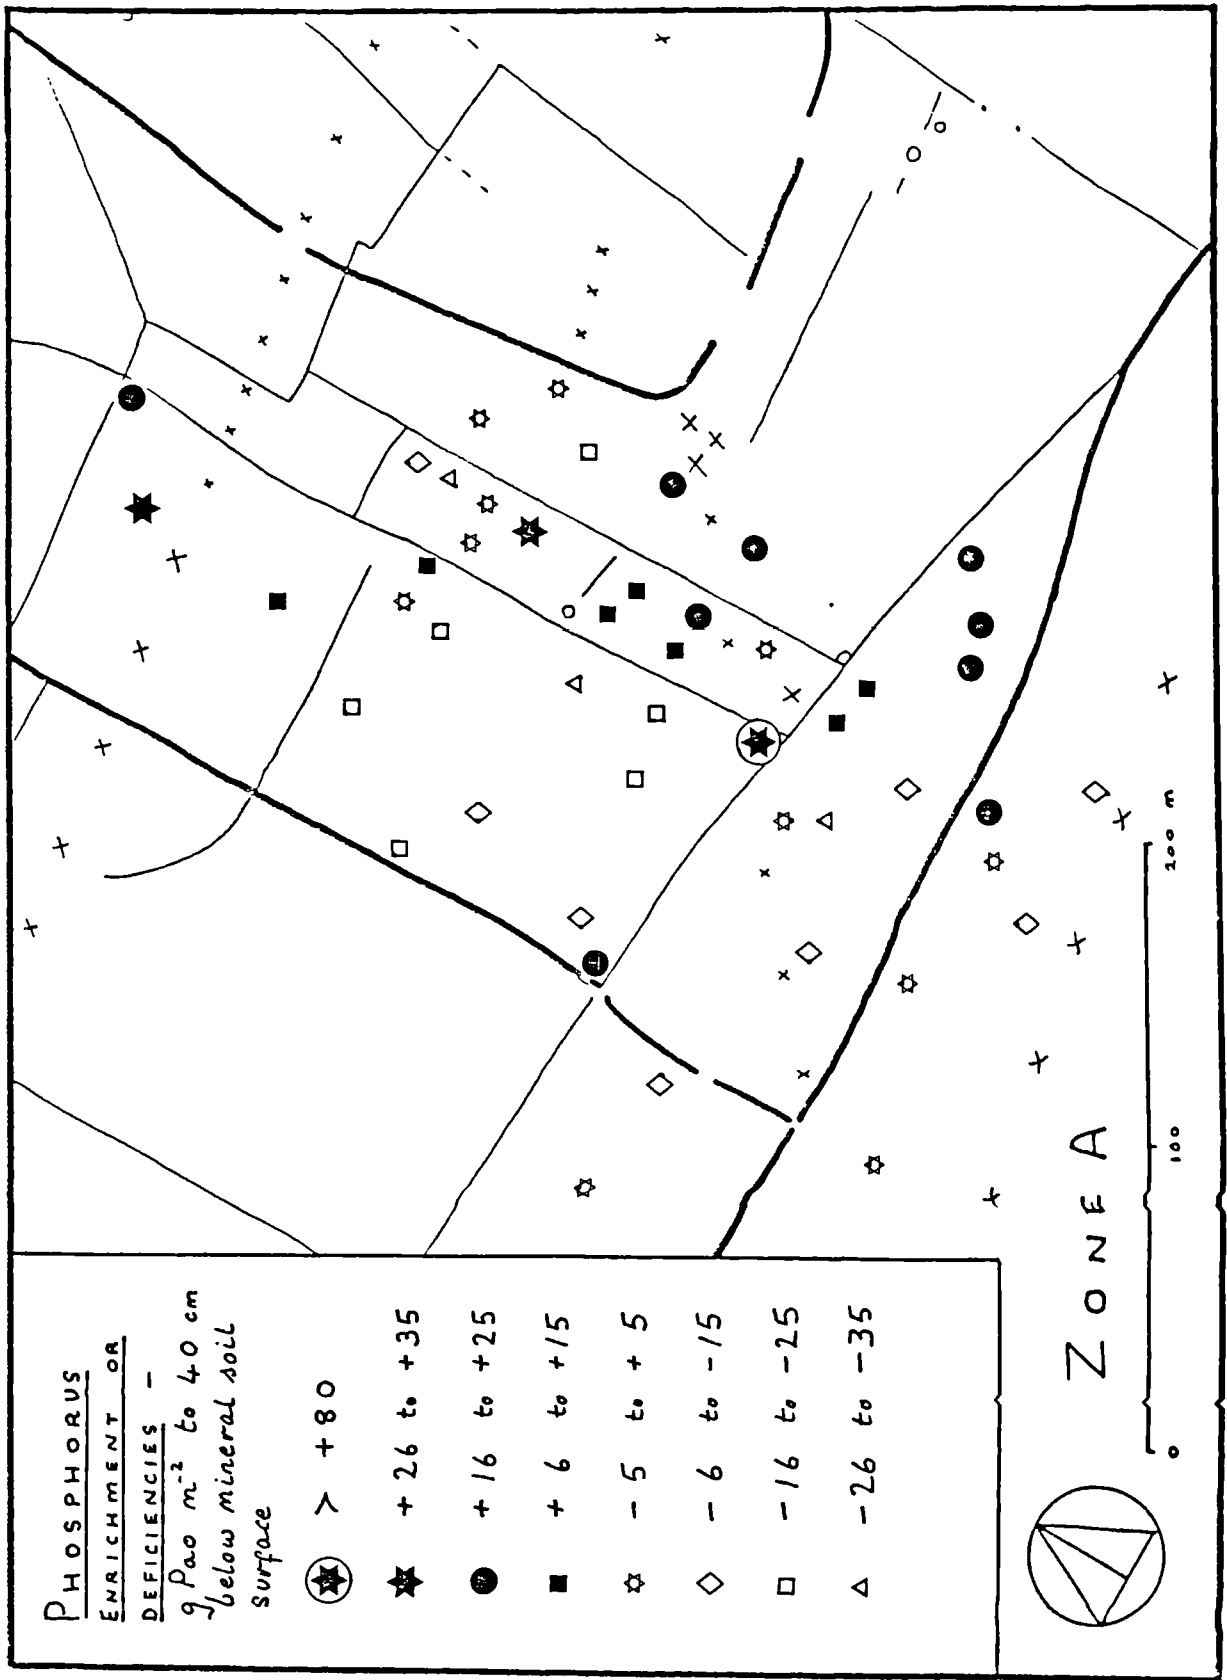 PHOSPHORUS
ENRICHMENT OR
DEFICIENCIES –
g Pao m⁻² to 40 cm
below mineral soil
surface
> +80
+26 to +35
+16 to +25
+6 to +15
-5 to +5
-6 to -15
-16 to -25
-26 to -35
ZONE A
0 100 200 m